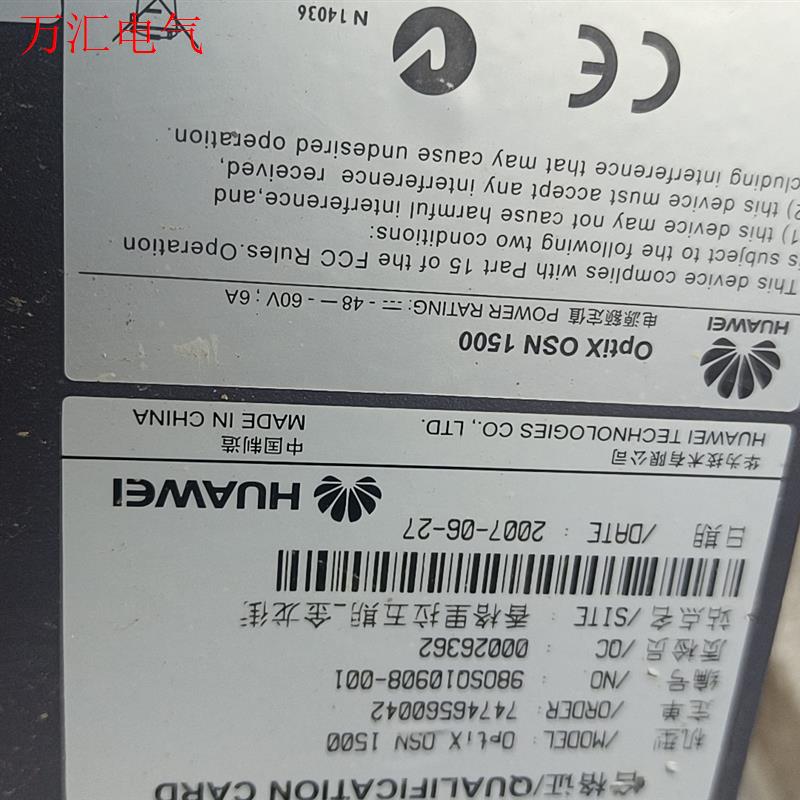 万汇电气
合格证/QUALIFICATION CARD
机型 /MODEL: OptiX OSN 1500
定单 /ORDER: 74746560042
编号 /NO : 980S010908-001
质检员 /QC : 00026362
站点名 /SITE : 香格里拉五期_金龙佳
日期 /DATE : 2007-06-27
HUAWEI
华为技术有限公司 中国制造
HUAWEI TECHNOLOGIES CO., LTD. MADE IN CHINA
HUAWEI
OptiX OSN 1500
电源额定值 POWER RATING: -48 — -60V ; 6A
This device complies with Part 15 of the FCC Rules.Operation
is subject to the following two conditions:
1) this device may not cause harmful interference,and
2) this device must accept any interference received,
cluding interference that may cause undesired operation.
CE
N 14036